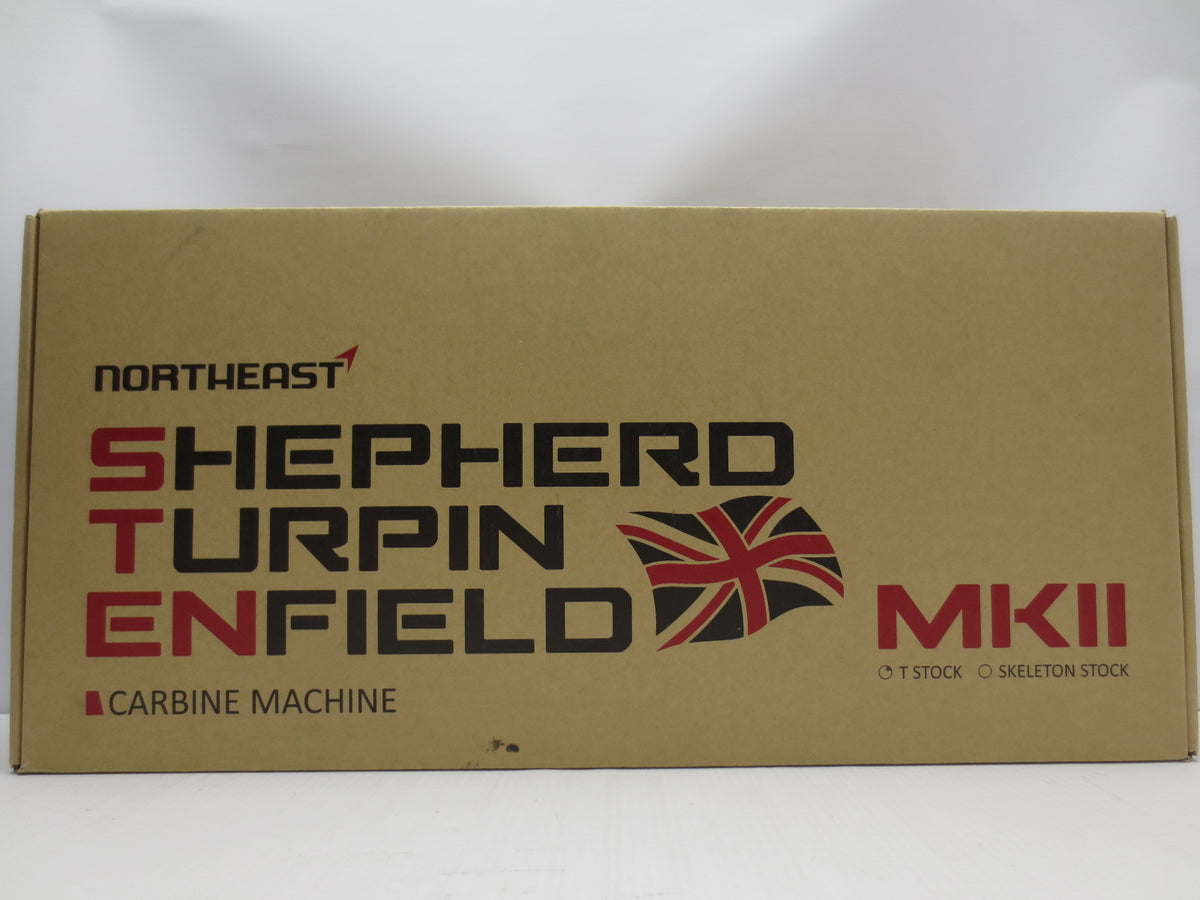 NORTHEAST
SHEPHERD
TURPIN
ENFIELD
MKII
T STOCK SKELETON STOCK
CARBINE MACHINE